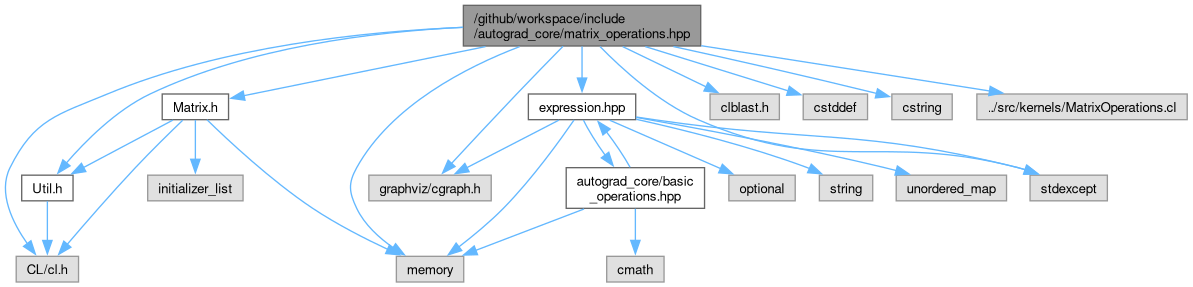 /github/workspace/include
/autograd_core/matrix_operations.hpp
Matrix.h
expression.hpp
clblast.h
cstddef
cstring
../src/kernels/MatrixOperations.cl
Util.h
initializer_list
graphviz/cgraph.h
autograd_core/basic
_operations.hpp
optional
string
unordered_map
stdexcept
CL/cl.h
memory
cmath